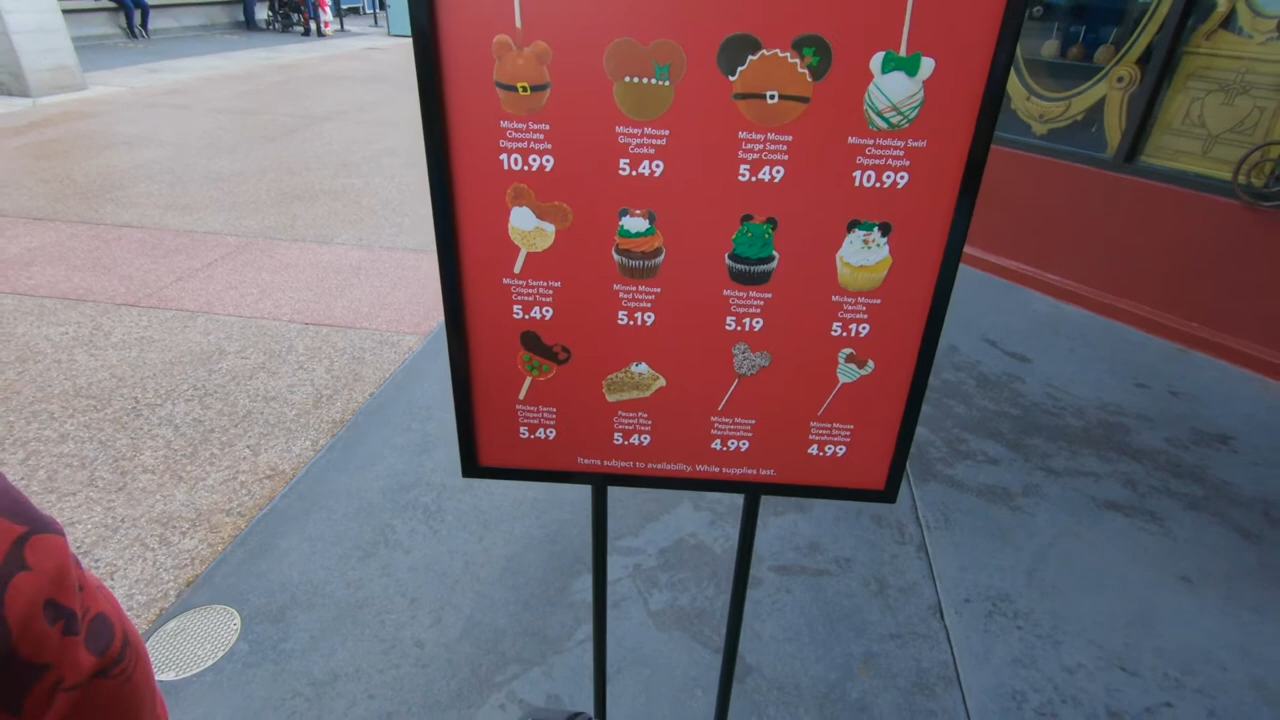 Mickey Santa
Chocolate
Dipped Apple
10.99
Mickey Mouse
Gingerbread
Cookie
5.49
Mickey Mouse
Large Santa
Sugar Cookie
5.49
Minnie Holiday Swirl
Chocolate
Dipped Apple
10.99
Mickey Santa Hat
Crisped Rice
Cereal Treat
5.49
Minnie Mouse
Red Velvet
Cupcake
5.19
Mickey Mouse
Chocolate
Cupcake
5.19
Mickey Mouse
Vanilla
Cupcake
5.19
Mickey Santa
Crisped Rice
Cereal Treat
5.49
Pecan Pie
Crisped Rice
Cereal Treat
5.49
Mickey Mouse
Peppermint
Marshmallow
4.99
Minnie Mouse
Green Stripe
Marshmallow
4.99
Items subject to availability. While supplies last.